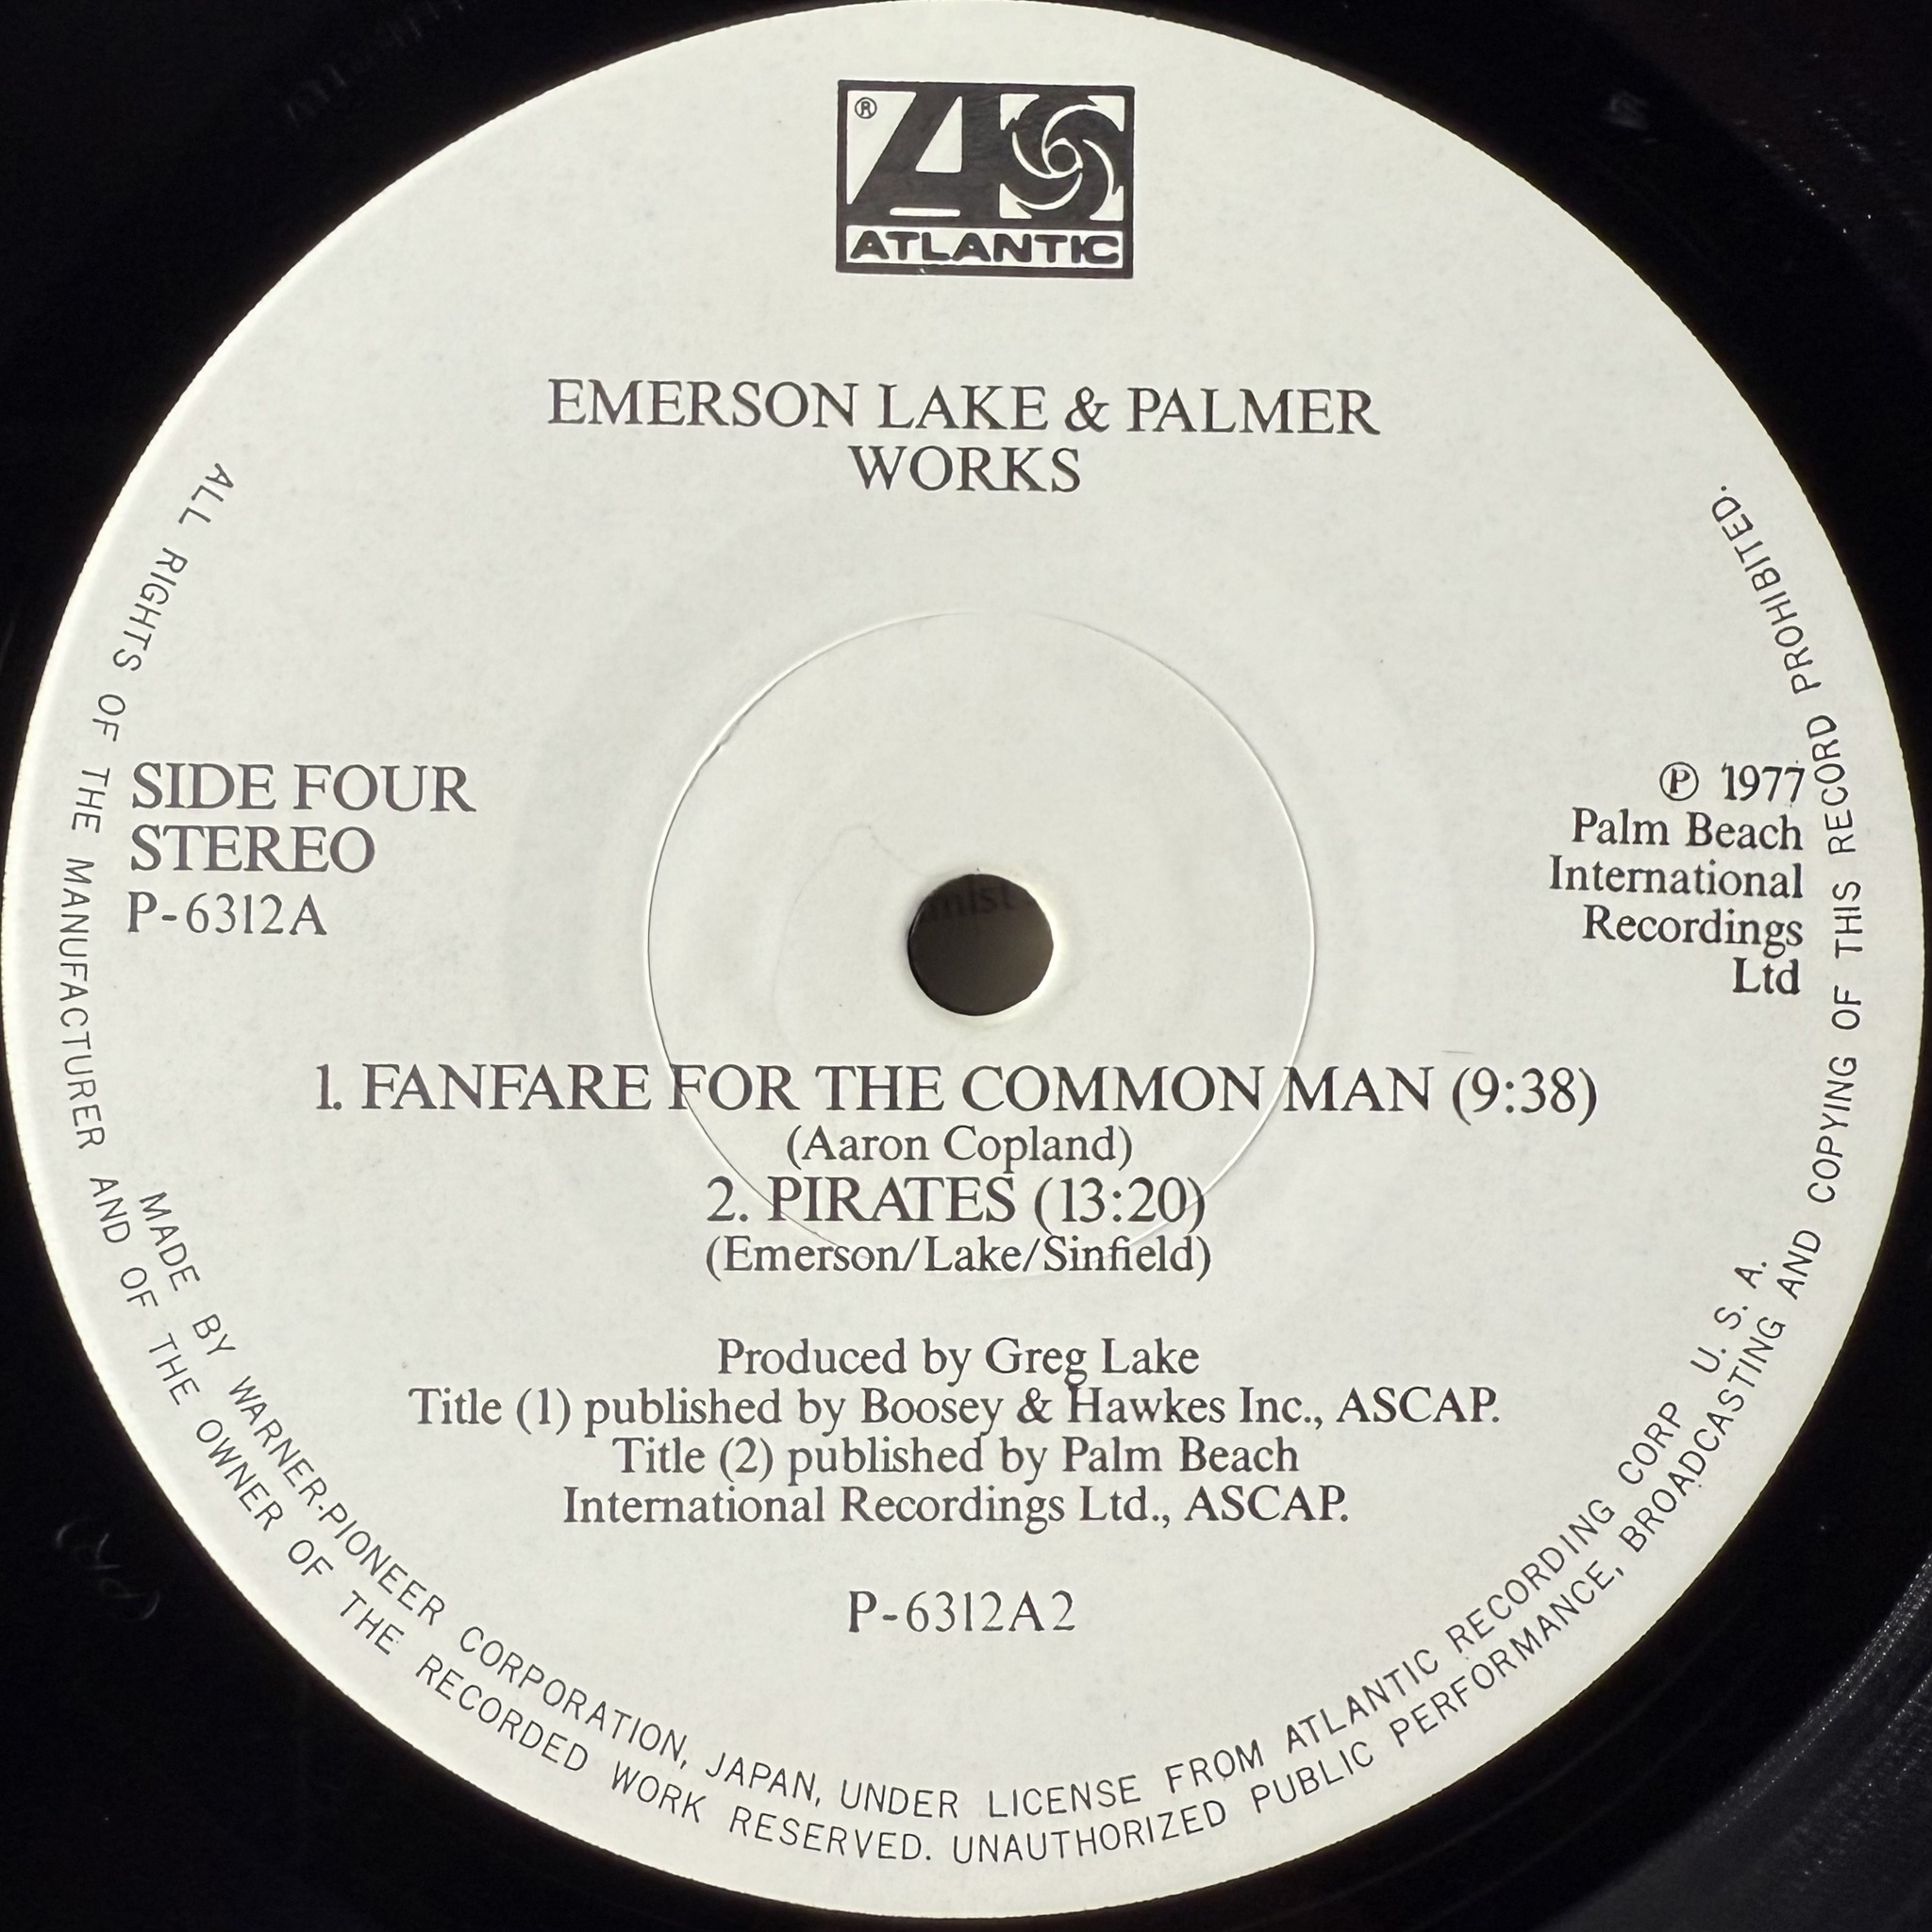 ®
ATLANTIC
EMERSON LAKE & PALMER
WORKS
SIDE FOUR
STEREO
P-6312A
℗ 1977
Palm Beach
International
Recordings
Ltd
1. FANFARE FOR THE COMMON MAN (9:38)
(Aaron Copland)
2. PIRATES (13:20)
(Emerson/Lake/Sinfield)
Produced by Greg Lake
Title (1) published by Boosey & Hawkes Inc., ASCAP.
Title (2) published by Palm Beach
International Recordings Ltd., ASCAP.
P-6312A2
MADE BY WARNER-PIONEER CORPORATION, JAPAN, UNDER LICENSE FROM ATLANTIC RECORDING CORP U. S. A.
ALL RIGHTS OF THE MANUFACTURER AND OF THE OWNER OF THE RECORDED WORK RESERVED. UNAUTHORIZED PUBLIC PERFORMANCE, BROADCASTING AND COPYING OF THIS RECORD PROHIBITED.